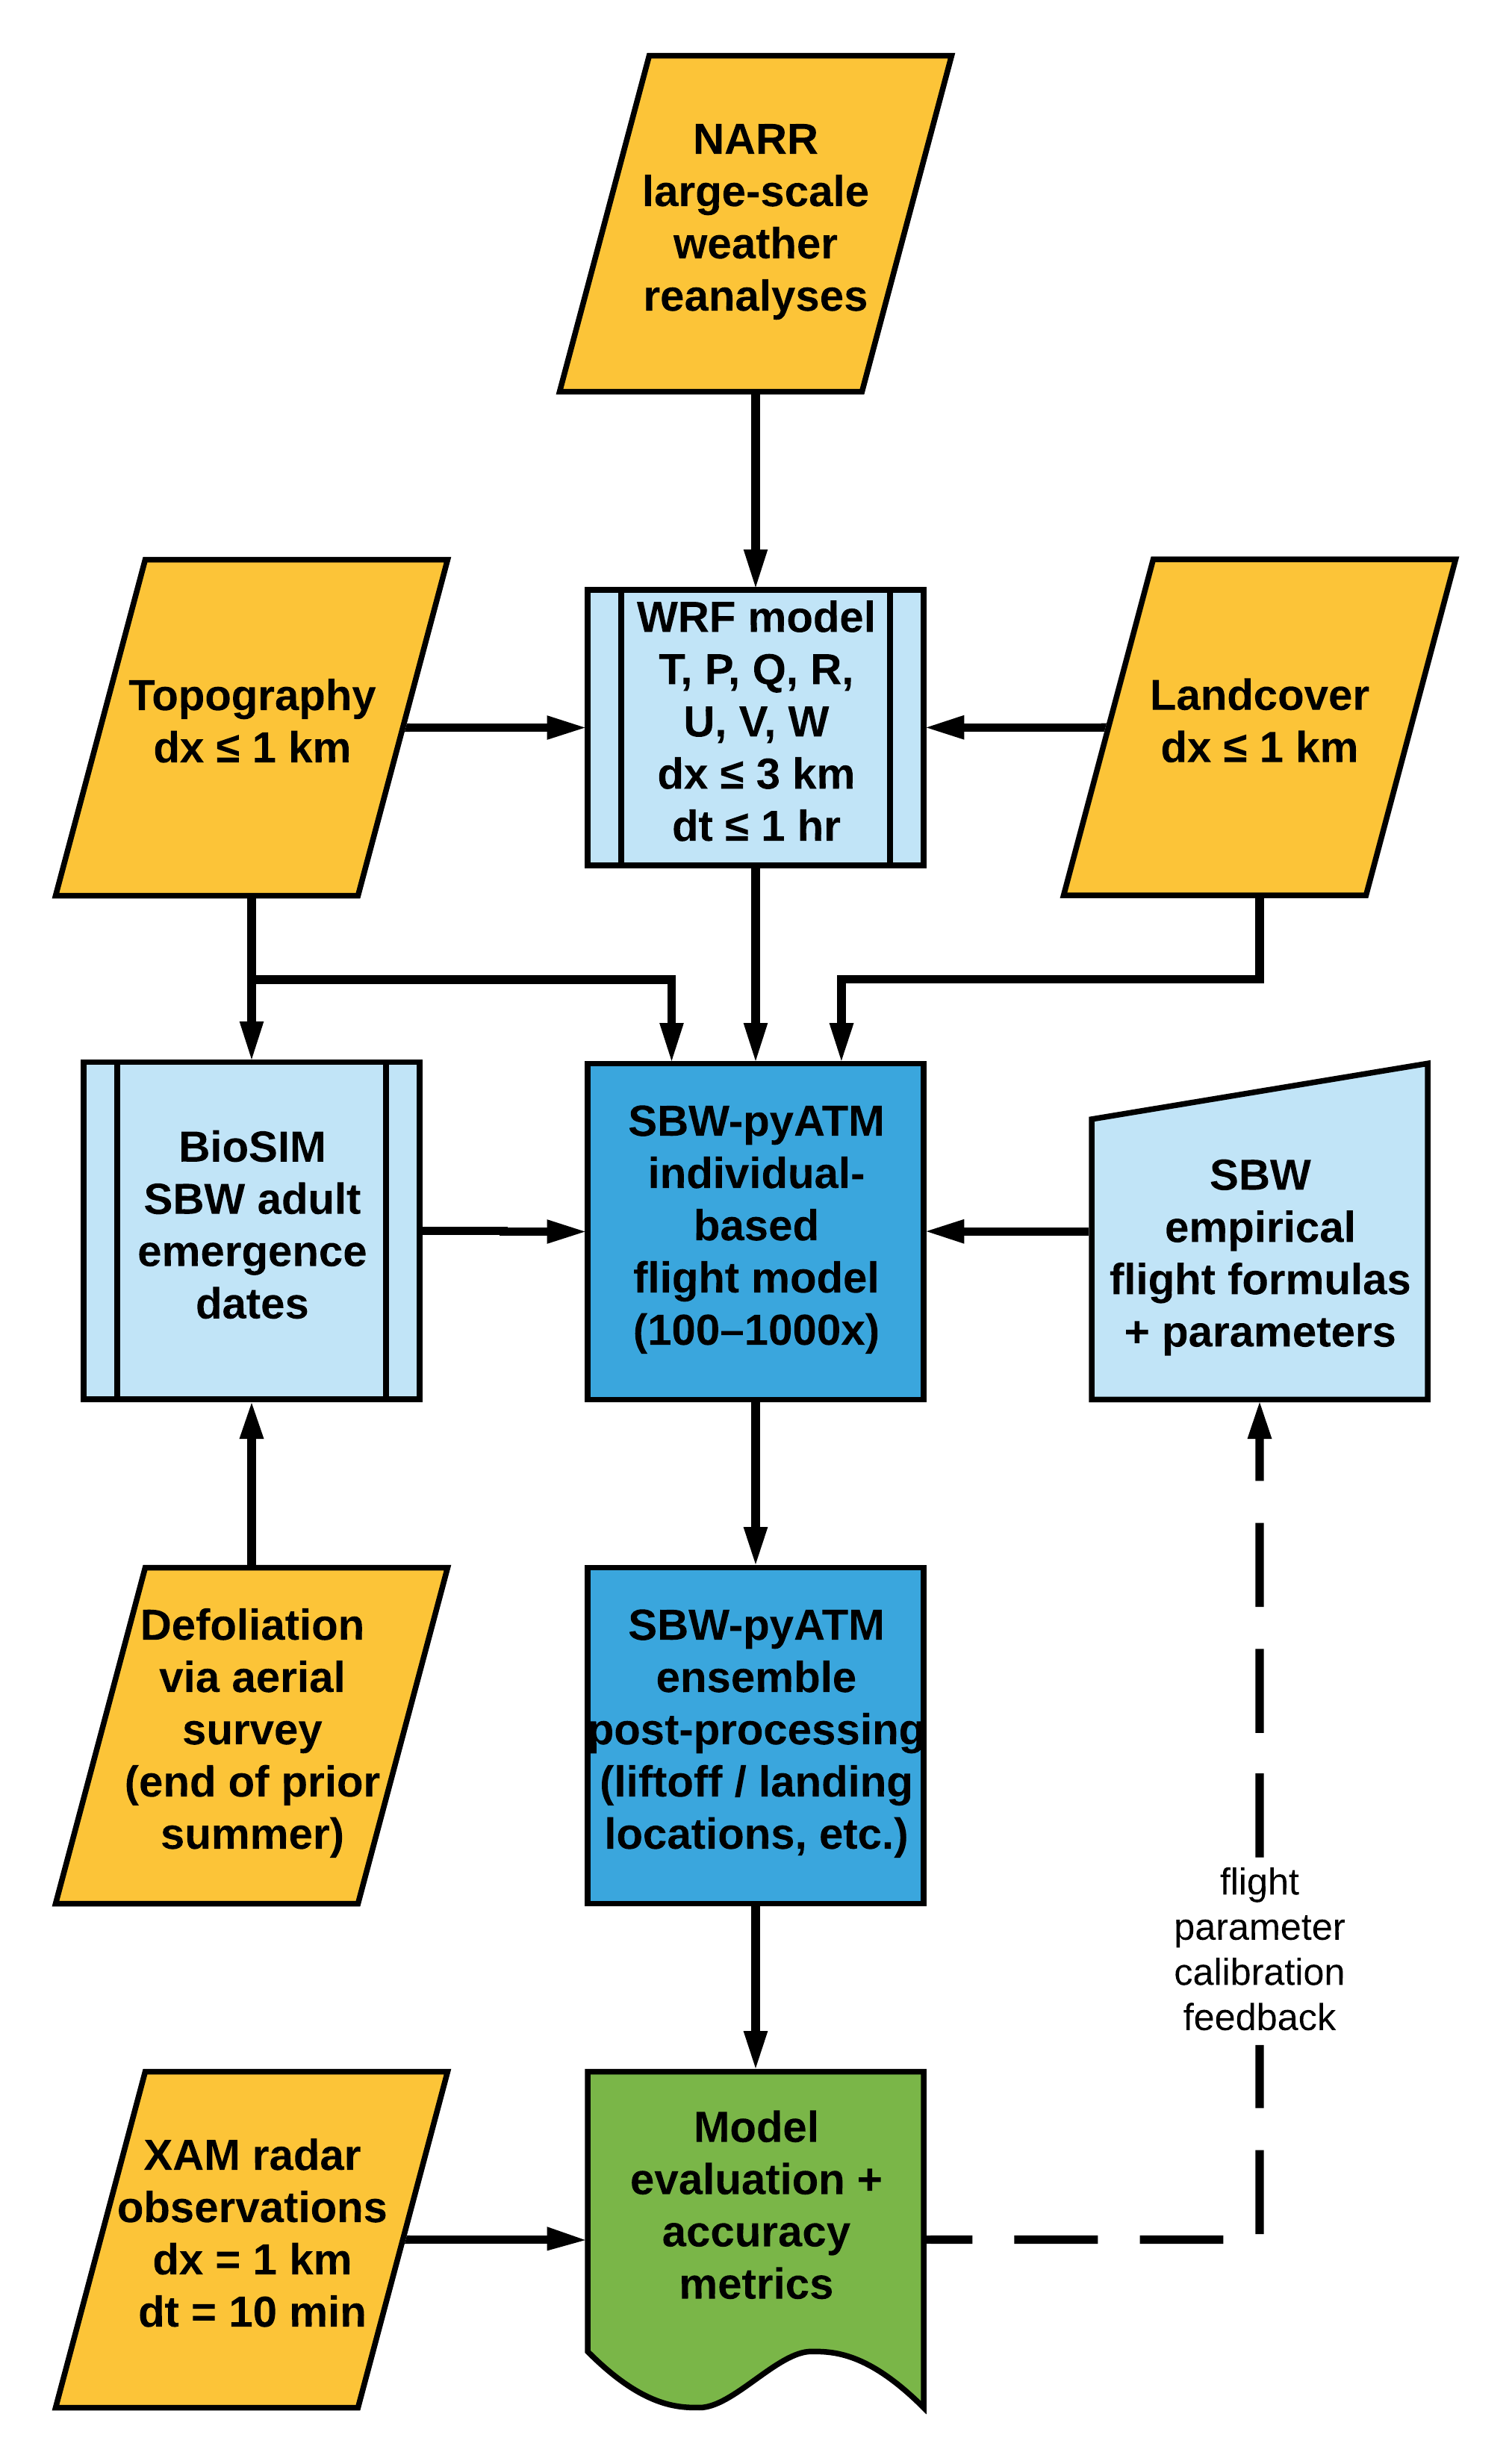 NARR
large-scale
weather
reanalyses
Topography
dx ≤ 1 km
WRF model
T, P, Q, R,
U, V, W
dx ≤ 3 km
dt ≤ 1 hr
Landcover
dx ≤ 1 km
BioSIM
SBW adult
emergence
dates
SBW-pyATM
individual-
based
flight model
(100–1000x)
SBW
empirical
flight formulas
+ parameters
Defoliation
via aerial
survey
(end of prior
summer)
SBW-pyATM
ensemble
post-processing
(liftoff / landing
locations, etc.)
flight
parameter
calibration
feedback
XAM radar
observations
dx = 1 km
dt = 10 min
Model
evaluation +
accuracy
metrics